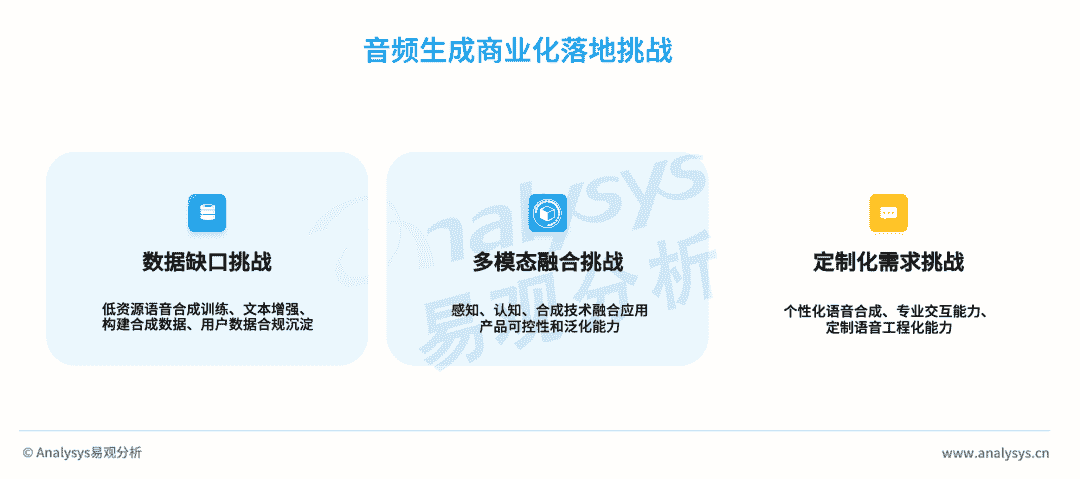 音频生成商业化落地挑战
数据缺口挑战
低资源语音合成训练、文本增强、
构建合成数据、用户数据合规沉淀
多模态融合挑战
感知、认知、合成技术融合应用
产品可控性和泛化能力
定制化需求挑战
个性化语音合成、专业交互能力、
定制语音工程化能力
analysys
易观分析
© Analysys易观分析
www.analysys.cn